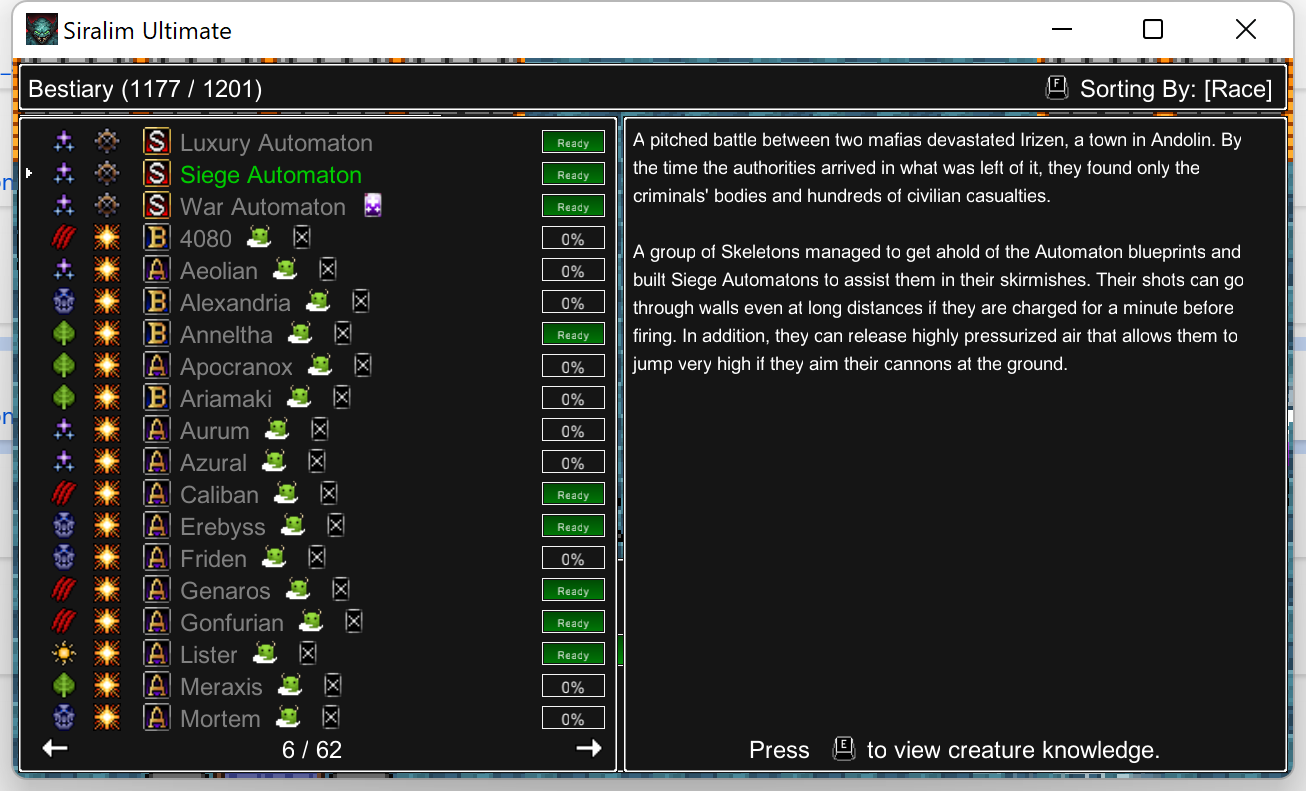 Siralim Ultimate
Bestiary (1177 / 1201)
F Sorting By: [Race]
S Luxury Automaton Ready
S Siege Automaton Ready
S War Automaton Ready
B 4080 0%
A Aeolian 0%
B Alexandria 0%
B Anneltha Ready
A Apocranox 0%
B Ariamaki 0%
A Aurum 0%
A Azural 0%
A Caliban Ready
A Erebyss Ready
A Friden 0%
A Genaros Ready
A Gonfurian Ready
A Lister Ready
A Meraxis 0%
A Mortem 0%
6 / 62
A pitched battle between two mafias devastated Irizen, a town in Andolin. By
the time the authorities arrived in what was left of it, they found only the
criminals' bodies and hundreds of civilian casualties.
A group of Skeletons managed to get ahold of the Automaton blueprints and
built Siege Automatons to assist them in their skirmishes. Their shots can go
through walls even at long distances if they are charged for a minute before
firing. In addition, they can release highly pressurized air that allows them to
jump very high if they aim their cannons at the ground.
Press E to view creature knowledge.